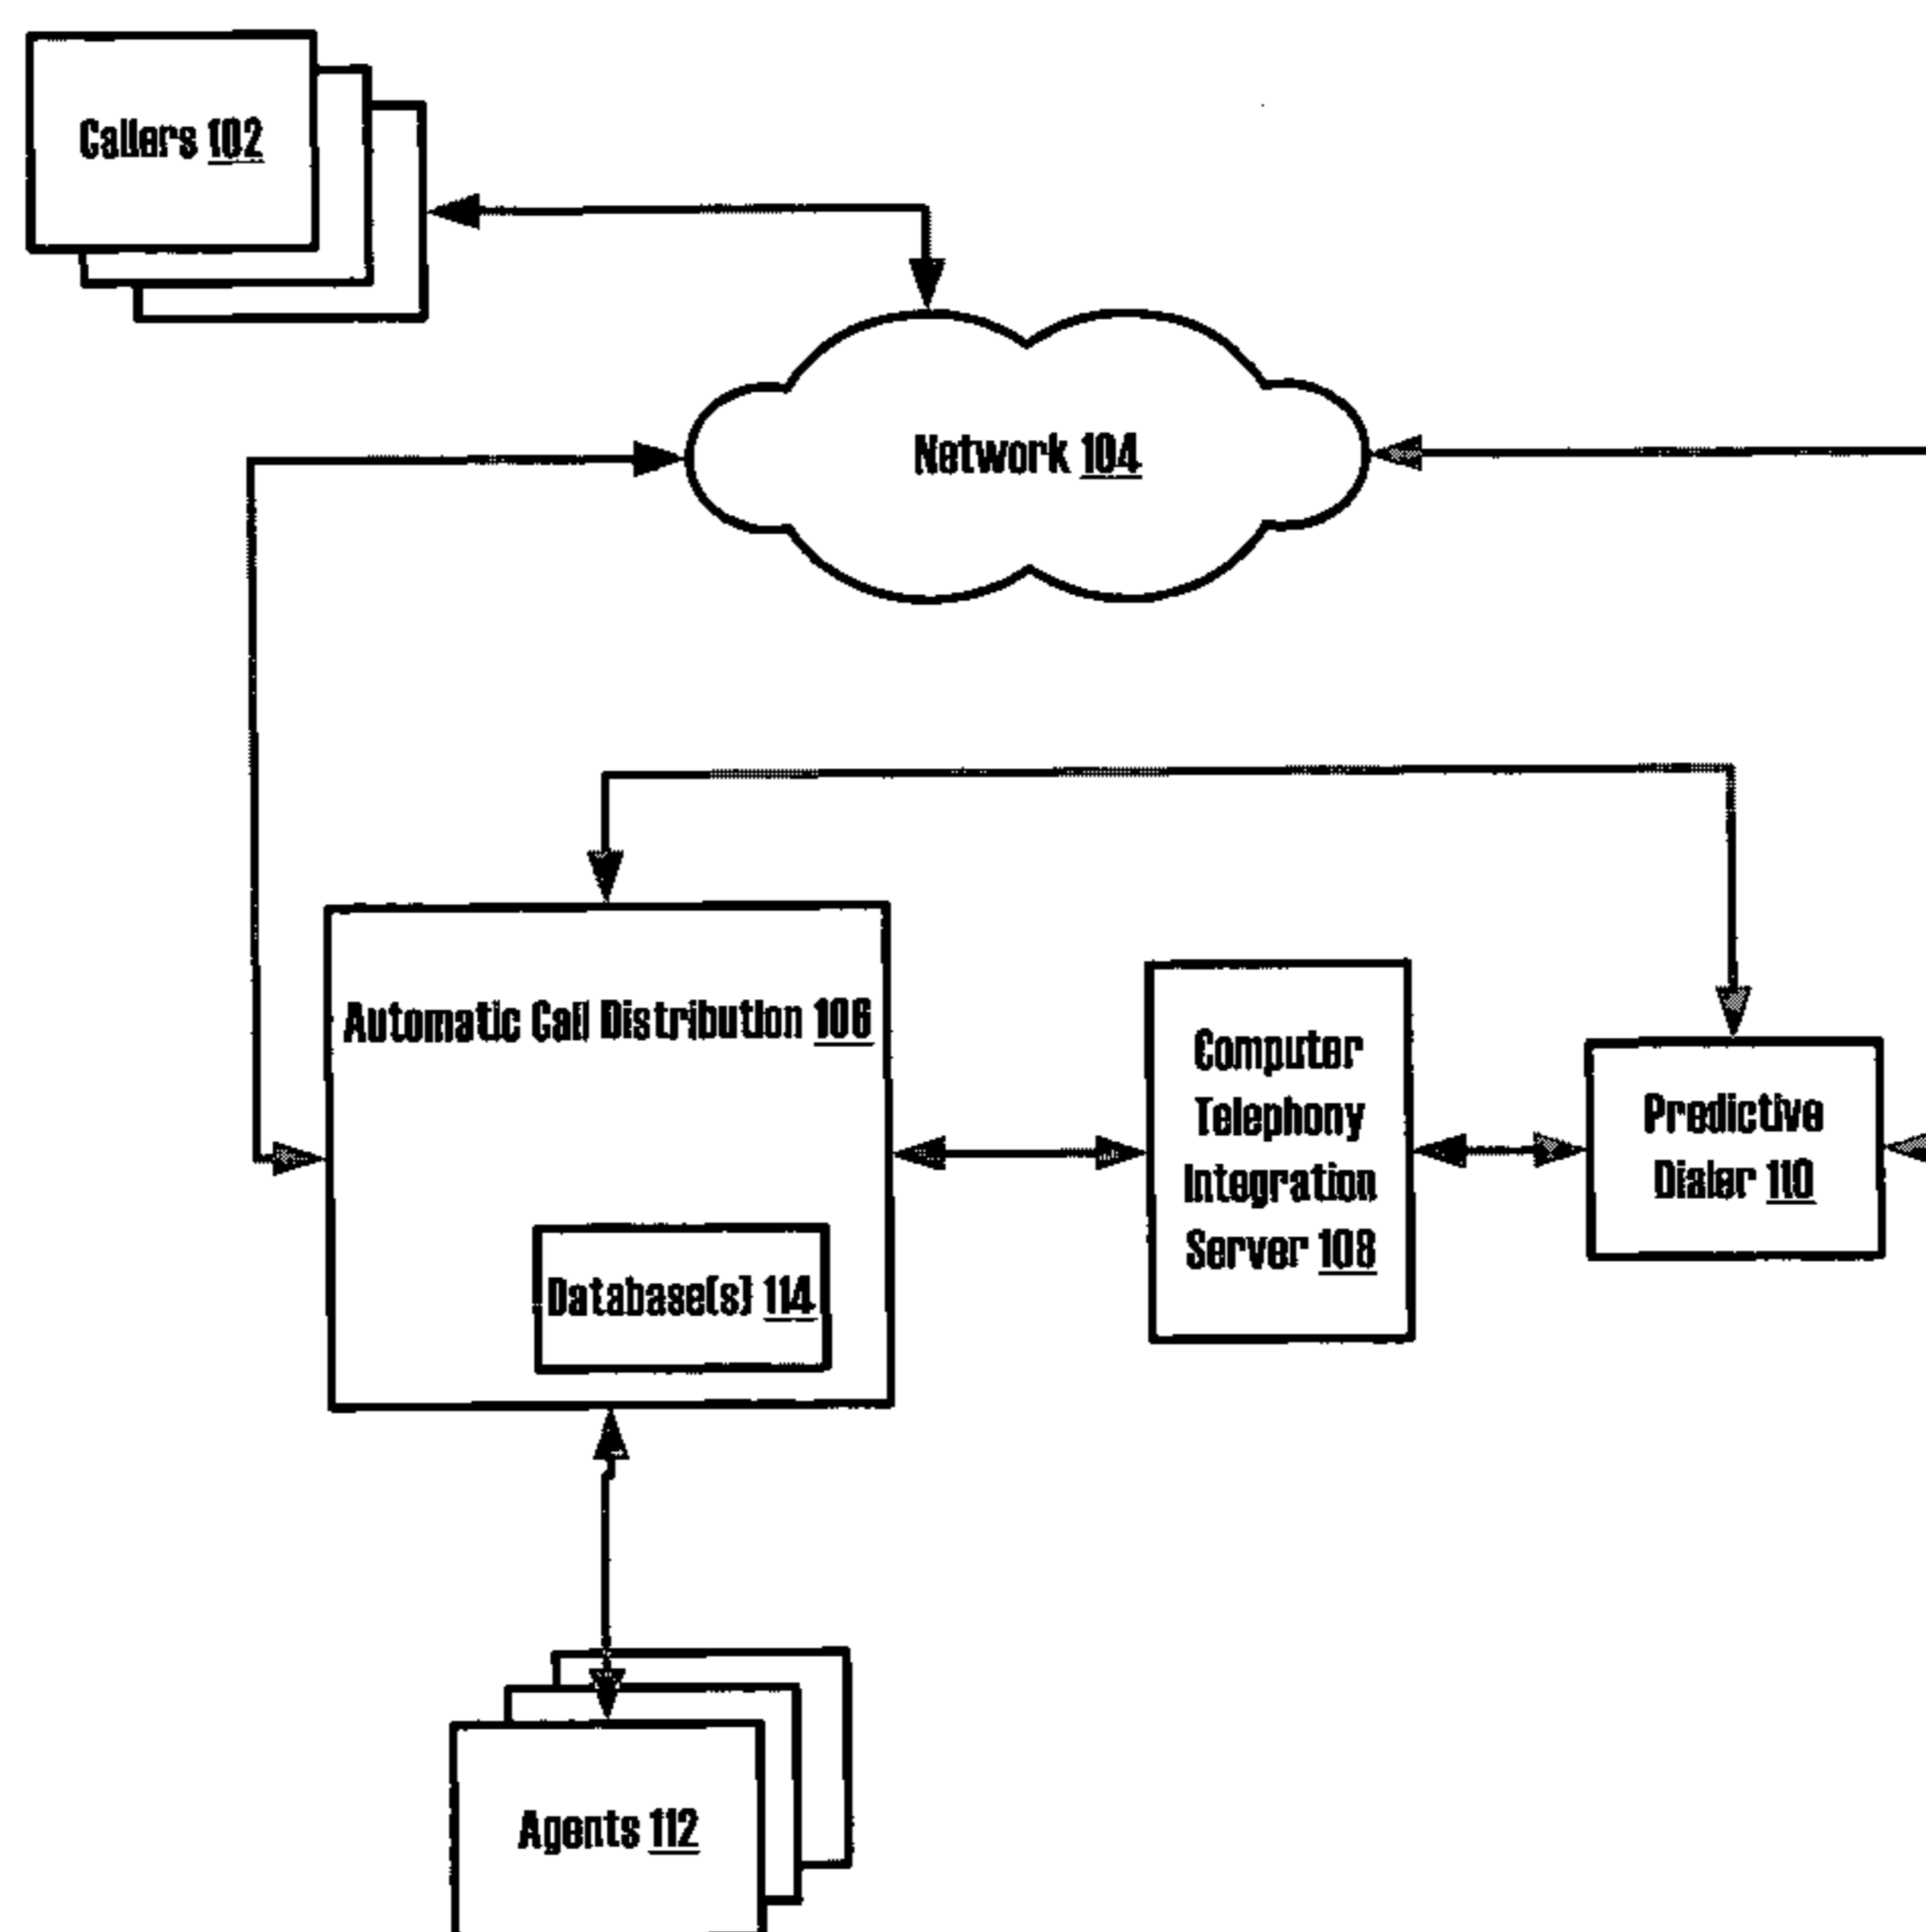 Callers 102
Network 104
Automatic Call Distribution 106
Computer
Telephony
Integration
Server 108
Predictive
Dialer 110
Database(s) 114
Agents 112